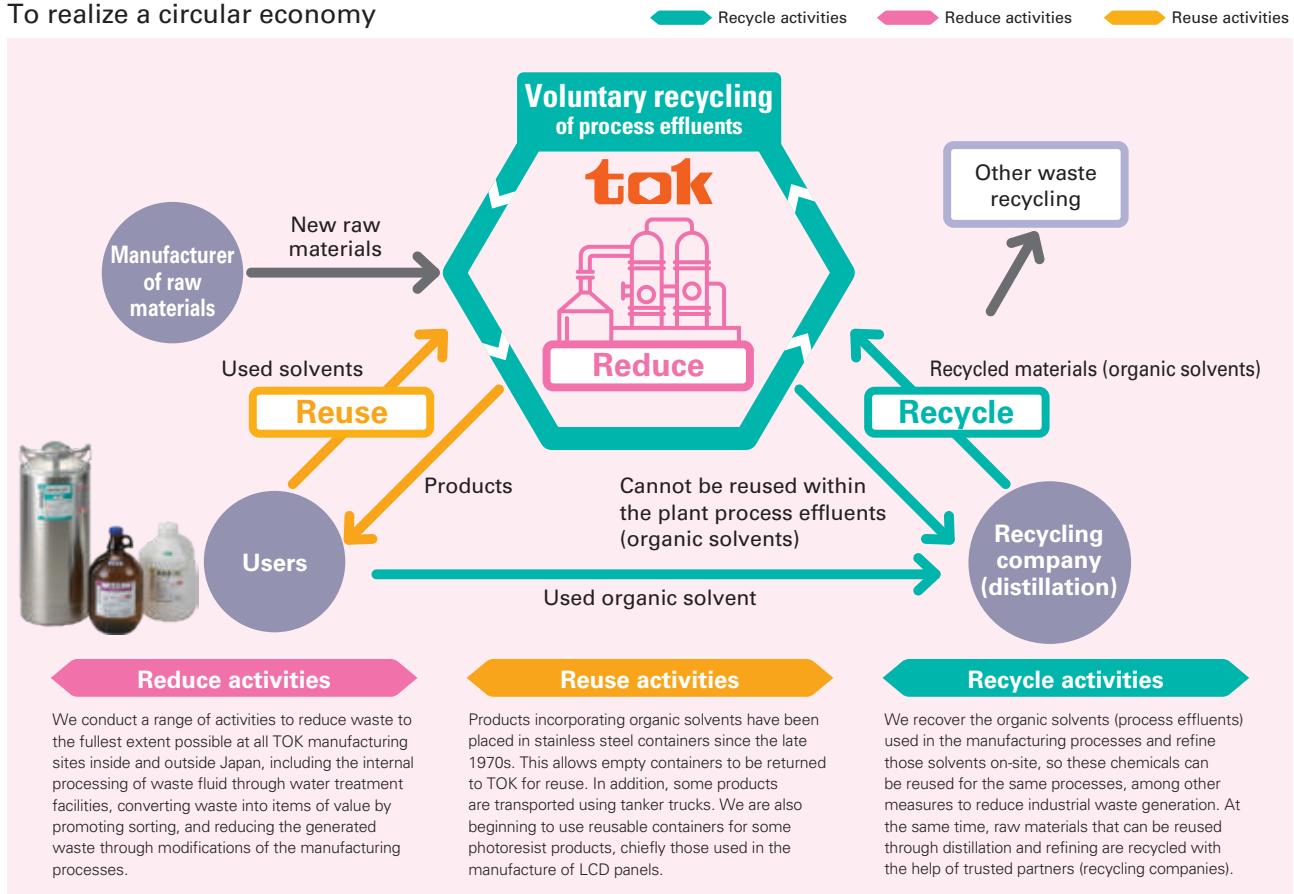 To realize a circular economy
Recycle activities
Reduce activities
Reuse activities
Voluntary recycling
of process effluents
tok
Reduce
Other waste
recycling
Manufacturer
of raw
materials
New raw
materials
Used solvents
Reuse
Recycled materials (organic solvents)
Recycle
Products
Cannot be reused within
the plant process effluents
(organic solvents)
Users
Used organic solvent
Recycling
company
(distillation)
Reduce activities
We conduct a range of activities to reduce waste to
the fullest extent possible at all TOK manufacturing
sites inside and outside Japan, including the internal
processing of waste fluid through water treatment
facilities, converting waste into items of value by
promoting sorting, and reducing the generated
waste through modifications of the manufacturing
processes.
Reuse activities
Products incorporating organic solvents have been
placed in stainless steel containers since the late
1970s. This allows empty containers to be returned
to TOK for reuse. In addition, some products
are transported using tanker trucks. We are also
beginning to use reusable containers for some
photoresist products, chiefly those used in the
manufacture of LCD panels.
Recycle activities
We recover the organic solvents (process effluents)
used in the manufacturing processes and refine
those solvents on-site, so these chemicals can
be reused for the same processes, among other
measures to reduce industrial waste generation. At
the same time, raw materials that can be reused
through distillation and refining are recycled with
the help of trusted partners (recycling companies).